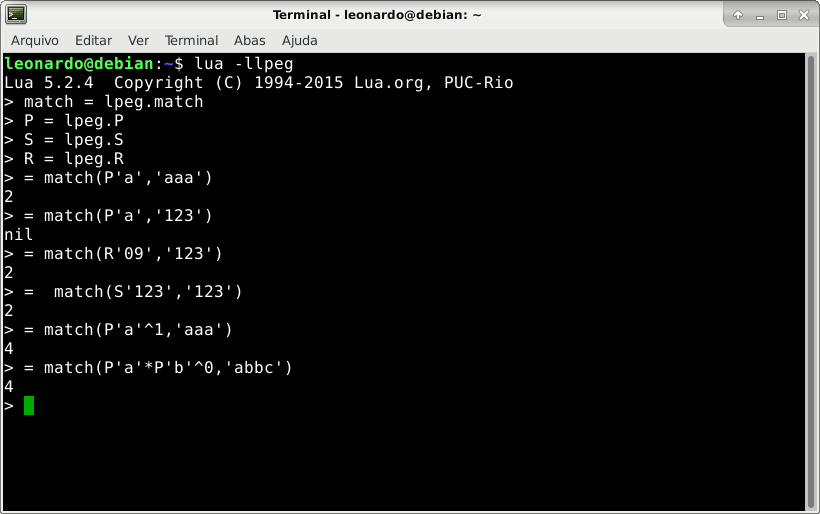 Terminal - leonardo@debian: ~
Arquivo Editar Ver Terminal Abas Ajuda
leonardo@debian:~$ lua -llpeg
Lua 5.2.4  Copyright (C) 1994-2015 Lua.org, PUC-Rio
> match = lpeg.match
> P = lpeg.P
> S = lpeg.S
> R = lpeg.R
> = match(P'a','aaa')
2
> = match(P'a','123')
nil
> = match(R'09','123')
2
> =  match(S'123','123')
2
> = match(P'a'^1,'aaa')
4
> = match(P'a'*P'b'^0,'abbc')
4
>